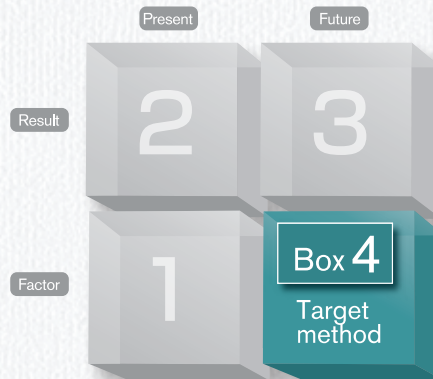 Present
Future
Result
2
3
Factor
1
Box 4
Target
method